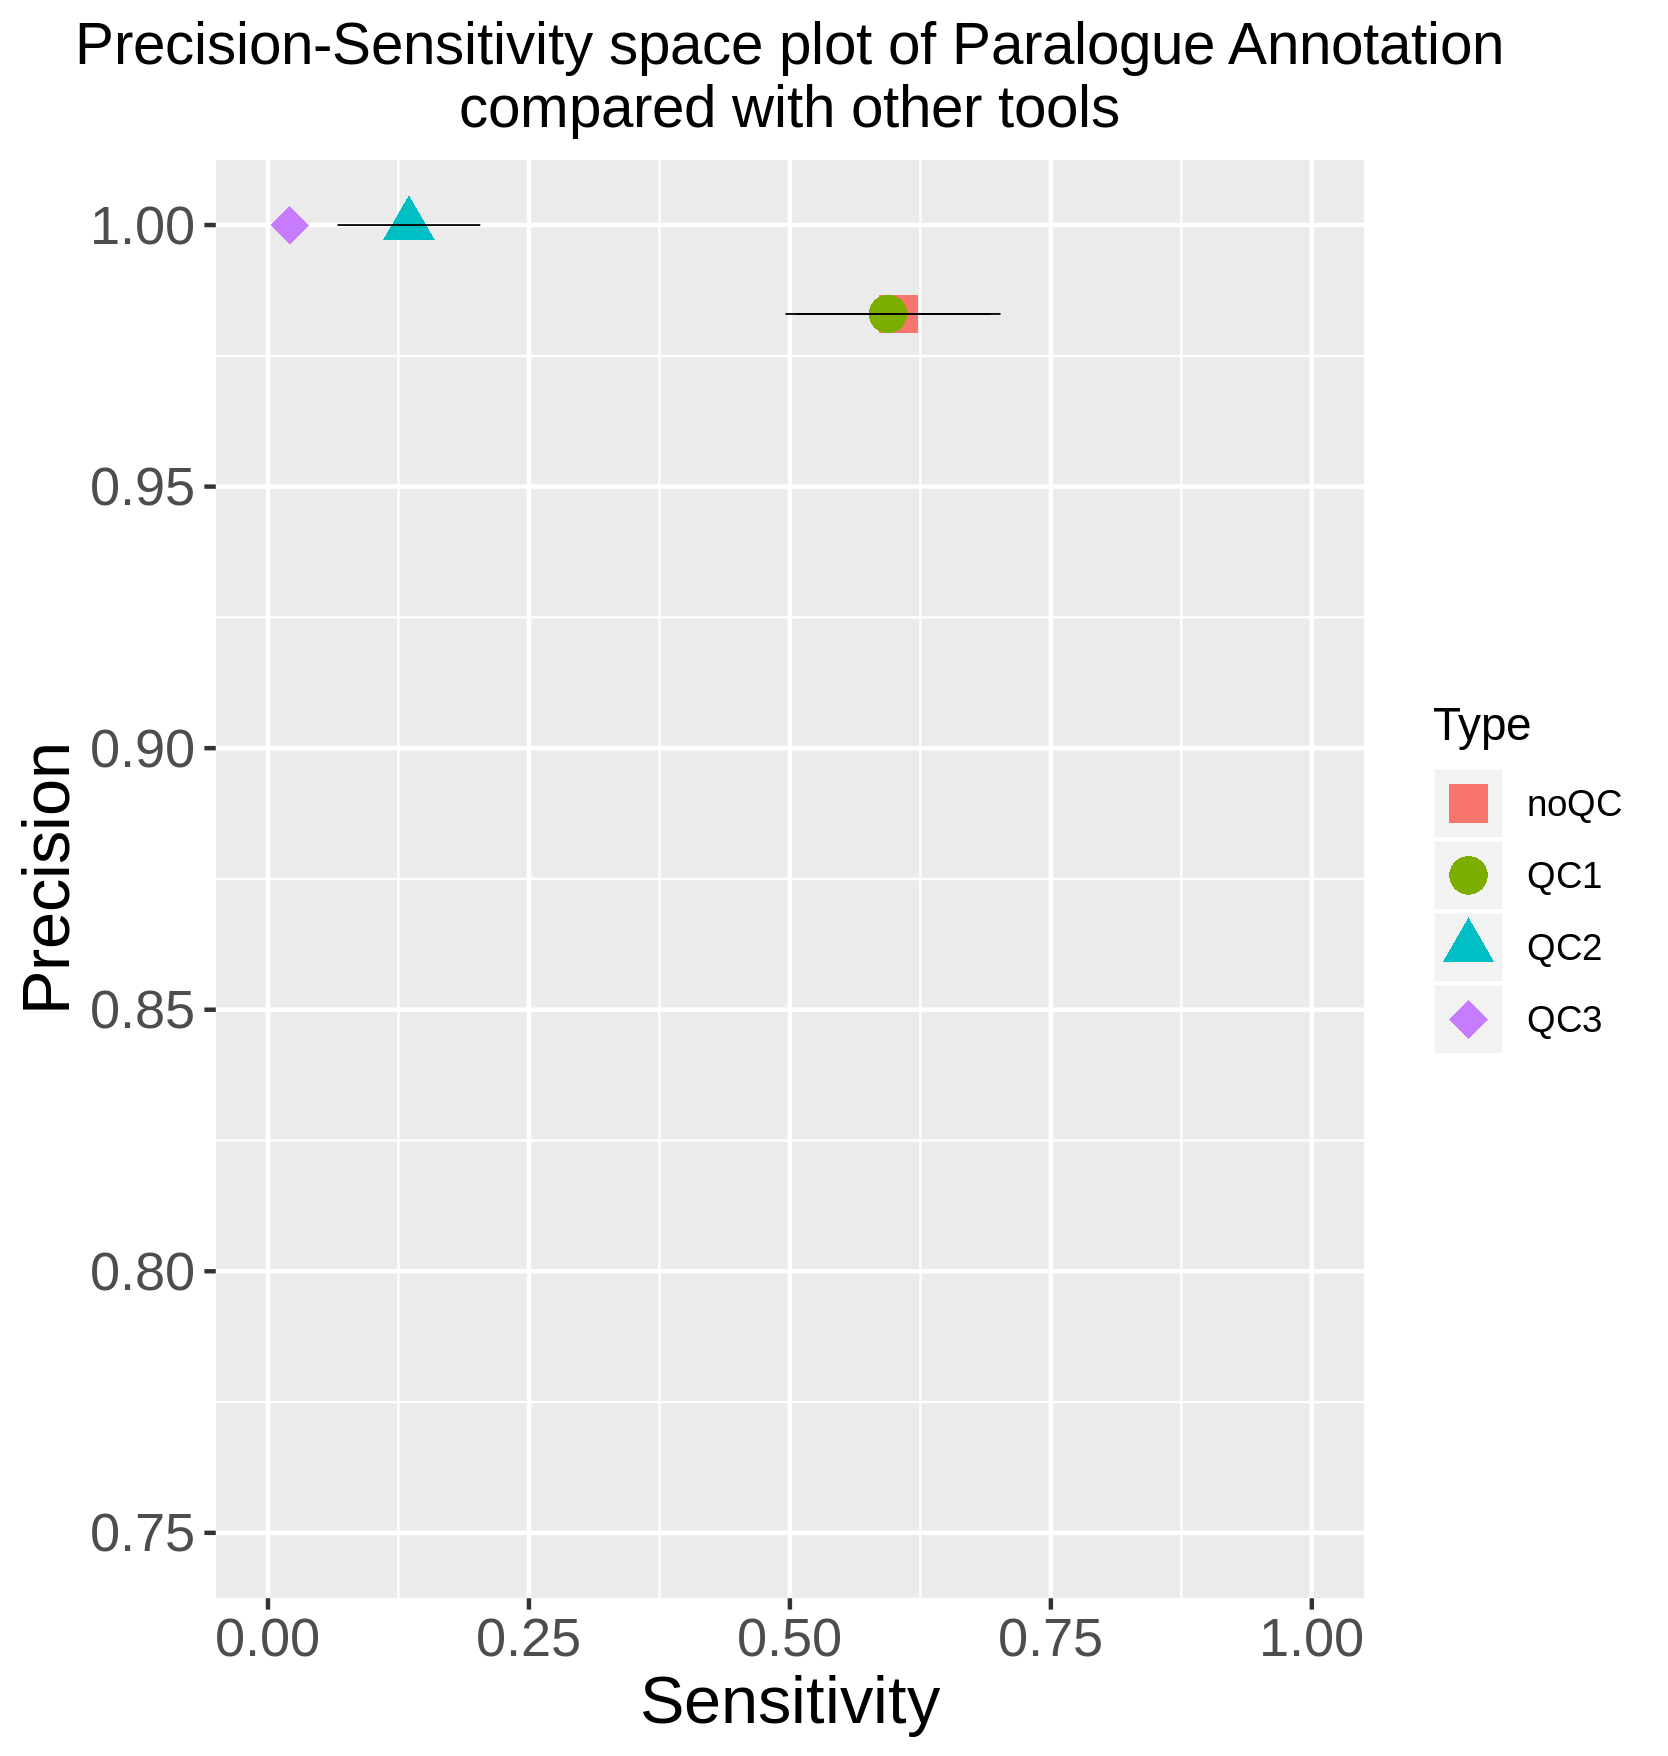 Precision-Sensitivity space plot of Paralogue Annotation
compared with other tools
1.00
0.95
0.90
0.85
0.80
0.75
Precision
0.00 0.25 0.50 0.75 1.00
Sensitivity
Type
noQC
QC1
QC2
QC3